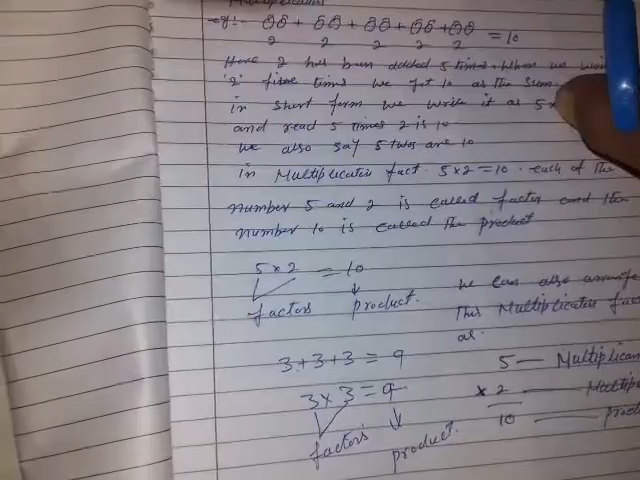 eg:- + + + + = 10
2 2 2 2 2
Here 2 has been added 5 times. When we
'2' five times we get 10 as the sum
in short form we write it as 5×
and read 5 times 2 is 10
we also say 5 twos are 10
in Multiplication fact 5×2=10. each of the
number 5 and 2 is called factor and the
number 10 is called the product
5×2 = 10
factors product.
we can also arrange
this Multiplication
as.
3+3+3 = 9
3×3=9
factors product.
5 —
×2 —
10 —